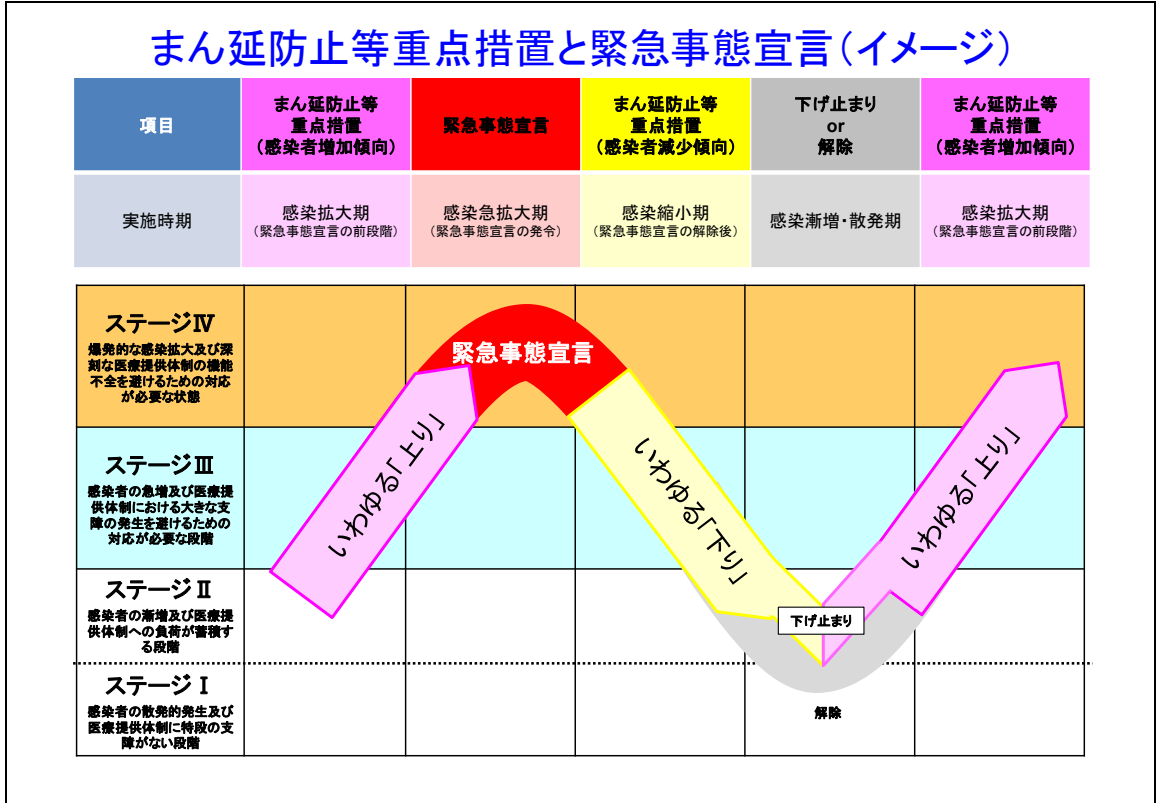 まん延防止等重点措置と緊急事態宣言(イメージ)
項目
まん延防止等
重点措置
(感染者増加傾向)
緊急事態宣言
まん延防止等
重点措置
(感染者減少傾向)
下げ止まり
or
解除
まん延防止等
重点措置
(感染者増加傾向)
実施時期
感染拡大期
(緊急事態宣言の前段階)
感染急拡大期
(緊急事態宣言の発令)
感染縮小期
(緊急事態宣言の解除後)
感染漸増・散発期
感染拡大期
(緊急事態宣言の前段階)
ステージⅣ
爆発的な感染拡大及び深
刻な医療提供体制の機能
不全を避けるための対応
が必要な状態
緊急事態宣言
ステージⅢ
感染者の急増及び医療提
供体制における大きな支
障の発生を避けるための
対応が必要な段階
いわゆる「上り」
いわゆる「下り」
いわゆる「上り」
ステージⅡ
感染者の漸増及び医療提
供体制への負荷が蓄積す
る段階
下げ止まり
ステージⅠ
感染者の散発的発生及び
医療提供体制に特段の支
障がない段階
解除